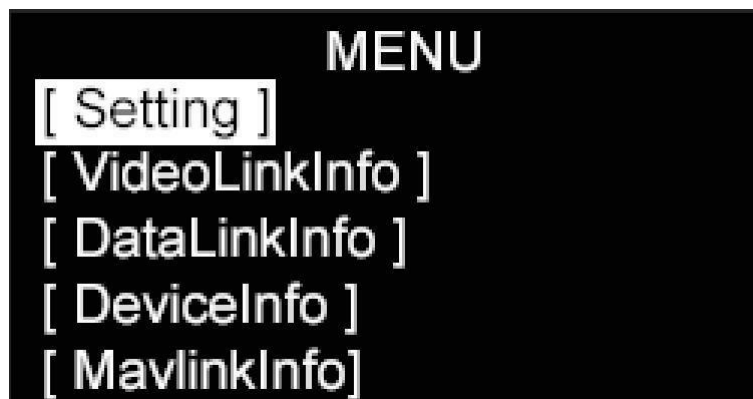 MENU
[ Setting ]
[ VideoLinkInfo ]
[ DataLinkInfo ]
[ DeviceInfo ]
[ MavlinkInfo]